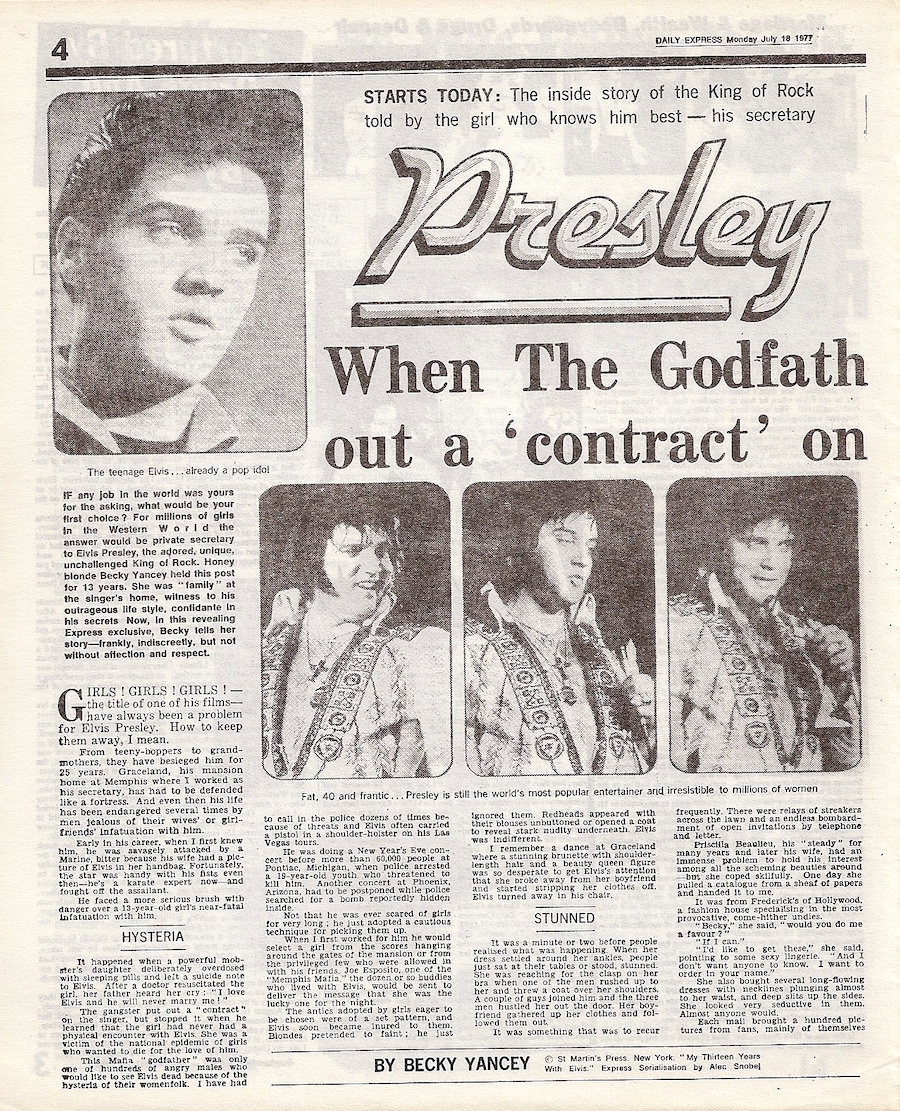 4
DAILY EXPRESS Monday July 18 1977
STARTS TODAY: The inside story of the King of Rock
told by the girl who knows him best — his secretary
Presley
When The Godfath
out a ‘contract’ on
The teenage Elvis...already a pop idol
IF any job in the world was yours
for the asking, what would be your
first choice? For millions of girls
in the Western World the
answer would be private secretary
to Elvis Presley, the adored, unique,
unchallenged King of Rock. Honey
blonde Becky Yancey held this post
for 13 years. She was “family” at
the singer's home, witness to his
outrageous life style, confidante in
his secrets Now, in this revealing
Express exclusive, Becky tells her
story—frankly, indiscreetly, but not
without affection and respect.
GIRLS ! GIRLS ! GIRLS ! —
the title of one of his films—
have always been a problem
for Elvis Presley. How to keep
them away, I mean.
From teeny-boppers to grand-
mothers, they have besieged him for
25 years. Graceland, his mansion
home at Memphis where I worked as
his secretary, has had to be defended
like a fortress. And even then his life
has been endangered several times by
men jealous of their wives' or girl-
friends' infatuation with him.
Early in his career, when I first knew
him, he was savagely attacked by a
Marine, bitter because his wife had a pic-
ture of Elvis in her handbag. Fortunately,
the star was handy with his fists even
then—he's a karate expert now—and
fought off the assailant.
He faced a more serious brush with
danger over a 13-year-old girl's near-fatal
infatuation with him.
HYSTERIA
It happened when a powerful mob-
ster's daughter deliberately overdosed
with sleeping-pills and left a suicide note
to Elvis. After a doctor resuscitated the
girl, her father heard her cry : “I love
Elvis and he will never marry me !”
The gangster put out a “contract”
on the singer, but stopped it when he
learned that the girl had never had a
physical encounter with Elvis. She was a
victim of the national epidemic of girls
who wanted to die for the love of him.
This Mafia “godfather” was only
one of hundreds of angry males who
would like to see Elvis dead because of the
hysteria of their womenfolk. I have had
Fat, 40 and frantic...Presley is still the world's most popular entertainer and irresistible to millions of women
to call in the police dozens of times be-
cause of threats and Elvis often carried
a pistol in a shoulder-holster on his Las
Vegas tours.
He was doing a New Year's Eve con-
cert before more than 60,000 people at
Pontiac, Michigan, when police arrested
a 19-year-old youth who threatened to
kill him. Another concert at Phoenix,
Arizona, had to be postponed while police
searched for a bomb reportedly hidden
inside.
Not that he was ever scared of girls
for very long ; he just adopted a cautious
technique for picking them up.
When I first worked for him he would
select a girl from the scores hanging
around the gates of the mansion or from
the privileged few who were allowed in
with his friends. Joe Esposito, one of the
“Memphis Mafia,” the dozen or so buddies
who lived with Elvis, would be sent to
deliver the message that she was the
lucky one for the night.
The antics adopted by girls eager to
be chosen were of a set pattern, and
Elvis soon became inured to them.
Blondes pretended to faint ; he just
ignored them. Redheads appeared with
their blouses unbuttoned or opened a coat
to reveal stark nudity underneath. Elvis
was indifferent.
I remember a dance at Graceland
where a stunning brunette with shoulder-
length hair and a beauty queen figure
was so desperate to get Elvis's attention
that she broke away from her boyfriend
and started stripping her clothes off.
Elvis turned away in his chair.
STUNNED
It was a minute or two before people
realised what was happening. When her
dress settled around her ankles, people
just sat at their tables or stood, stunned.
She was reaching for the clasp on her
bra when one of the men rushed up to
her and threw a coat over her shoulders.
A couple of guys joined him and the three
men hustled her out the door. Her boy-
friend gathered up her clothes and fol-
lowed them out.
It was something that was to recur
frequently. There were relays of streakers
across the lawn and an endless bombard-
ment of open invitations by telephone
and letter.
Priscilla Beaulieu, his “steady” for
many years and later his wife, had an
immense problem to hold his interest
among all the scheming beauties around
—but she coped skilfully. One day she
pulled a catalogue from a sheaf of papers
and handed it to me.
It was from Frederick's of Hollywood,
a fashion house specialising in the most
provocative, come-hither undies.
“Becky,” she said, “would you do me
a favour?”
“If I can.”
“I'd like to get these,” she said,
pointing to some sexy lingerie. “And I
don't want anyone to know. I want to
order in your name.”
She also bought several long-flowing
dresses with necklines plunging almost
to her waist, and deep slits up the sides.
She looked very seductive in them.
Almost anyone would.
Each mail brought a hundred pic-
tures from fans, mainly of themselves
BY BECKY YANCEY
© St Martin's Press, New York. “My Thirteen Years
With Elvis.” Express Serialisation by Alec Snobel